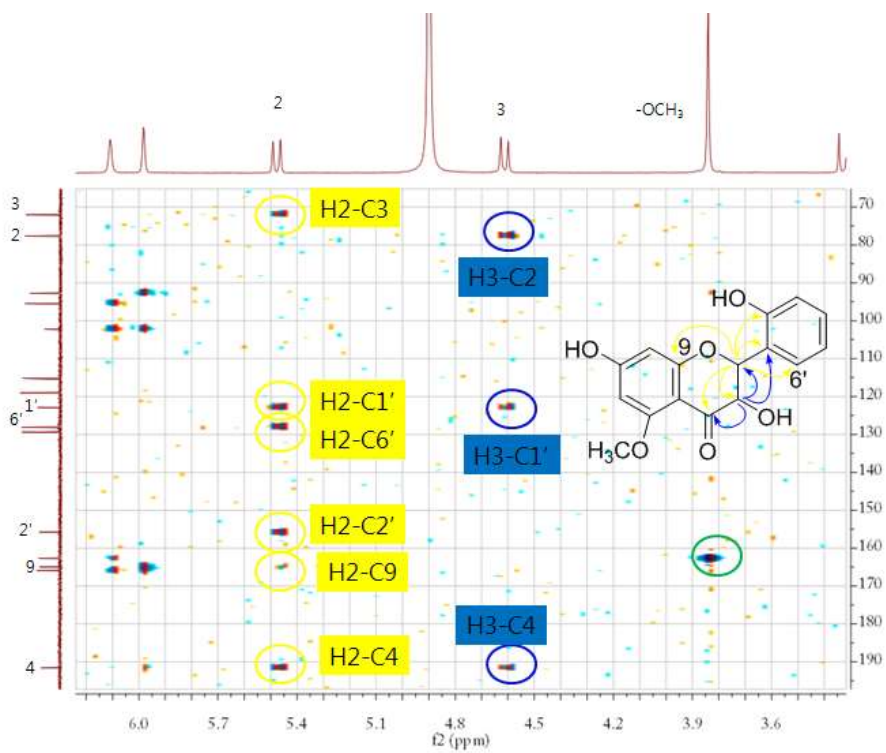 2
3
-OCH3
3
2
1'
6'
2'
9
4
H2-C3
H3-C2
H2-C1'
H2-C6'
H3-C1'
H2-C2'
H2-C9
H3-C4
H2-C4
HO
HO
O
9
6'
OH
H3CO
O
70
80
90
100
110
120
130
140
150
160
170
180
190
6.0 5.7 5.4 5.1 4.8 4.5 4.2 3.9 3.6
f2 (ppm)